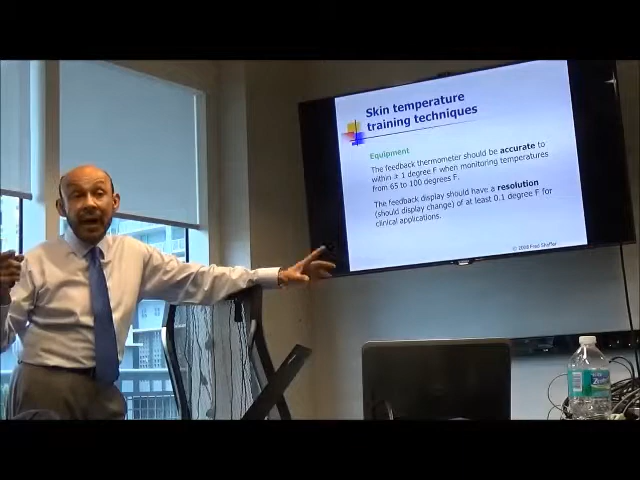 Skin temperature
training techniques
Equipment
The feedback thermometer should be accurate to
within ± 1 degree F when monitoring temperatures
from 65 to 100 degrees F.
The feedback display should have a resolution
(should display change) of at least 0.1 degree F for
clinical applications.